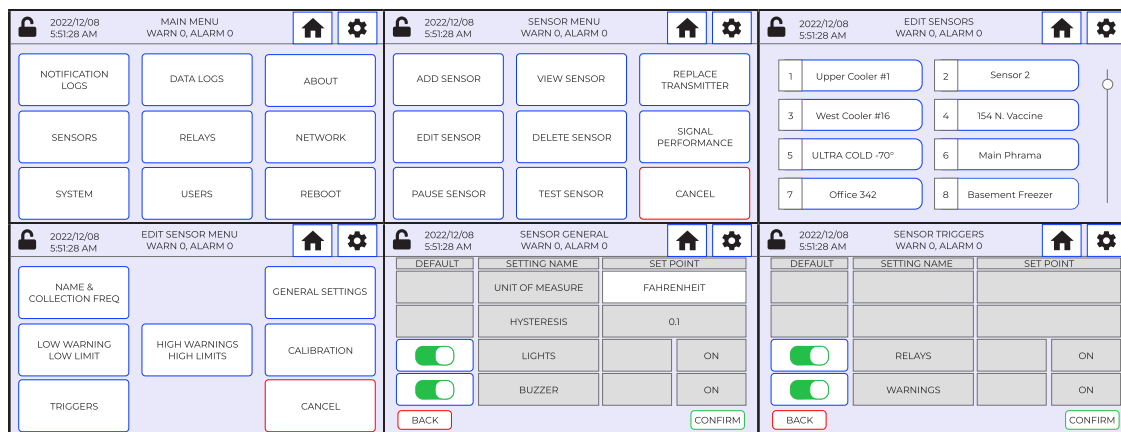 2022/12/08
5:51:28 AM
MAIN MENU
WARN 0, ALARM 0
NOTIFICATION
LOGS
DATA LOGS
ABOUT
SENSORS
RELAYS
NETWORK
SYSTEM
USERS
REBOOT
2022/12/08
5:51:28 AM
SENSOR MENU
WARN 0, ALARM 0
ADD SENSOR
VIEW SENSOR
REPLACE
TRANSMITTER
EDIT SENSOR
DELETE SENSOR
SIGNAL
PERFORMANCE
PAUSE SENSOR
TEST SENSOR
CANCEL
2022/12/08
5:51:28 AM
EDIT SENSORS
WARN 0, ALARM 0
1 Upper Cooler #1
2 Sensor 2
3 West Cooler #16
4 154 N. Vaccine
5 ULTRA COLD -70°
6 Main Phrama
7 Office 342
8 Basement Freezer
2022/12/08
5:51:28 AM
EDIT SENSOR MENU
WARN 0, ALARM 0
NAME &
COLLECTION FREQ
GENERAL SETTINGS
LOW WARNING
LOW LIMIT
HIGH WARNINGS
HIGH LIMITS
CALIBRATION
TRIGGERS
CANCEL
2022/12/08
5:51:28 AM
SENSOR GENERAL
WARN 0, ALARM 0
DEFAULT SETTING NAME SET POINT
UNIT OF MEASURE FAHRENHEIT
HYSTERESIS 0.1
LIGHTS ON
BUZZER ON
BACK CONFIRM
2022/12/08
5:51:28 AM
SENSOR TRIGGERS
WARN 0, ALARM 0
DEFAULT SETTING NAME SET POINT
RELAYS ON
WARNINGS ON
BACK CONFIRM